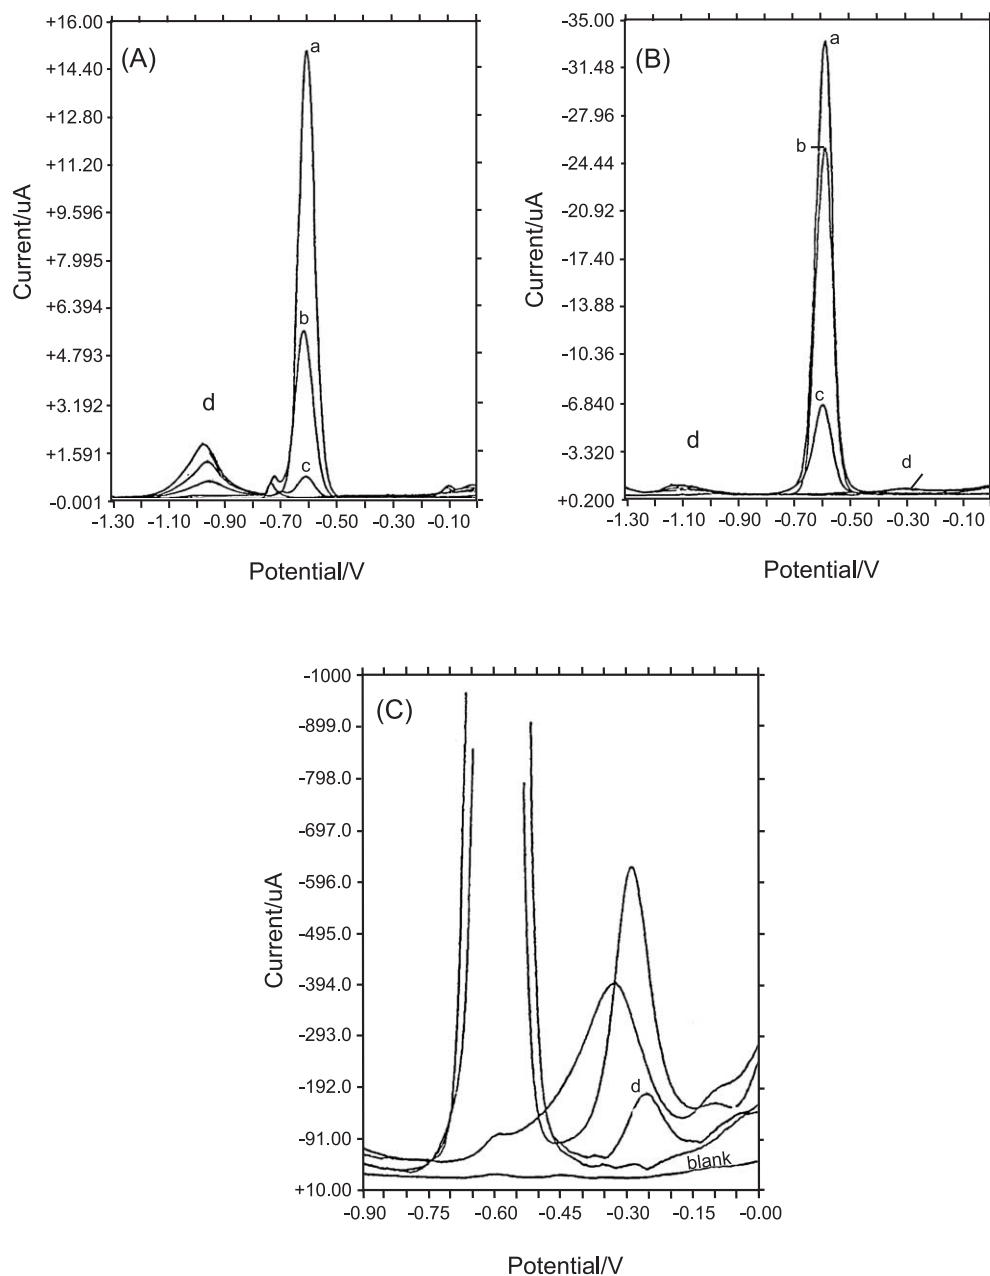 (A)
Current/uA
+16.00
+14.40
+12.80
+11.20
+9.596
+7.995
+6.394
+4.793
+3.192
+1.591
-0.001
a
b
c
d
-1.30 -1.10 -0.90 -0.70 -0.50 -0.30 -0.10
Potential/V
(B)
Current/uA
-35.00
-31.48
-27.96
-24.44
-20.92
-17.40
-13.88
-10.36
-6.840
-3.320
+0.200
a
b
c
d
d
-1.30 -1.10 -0.90 -0.70 -0.50 -0.30 -0.10
Potential/V
(C)
Current/uA
-1000
-899.0
-798.0
-697.0
-596.0
-495.0
-394.0
-293.0
-192.0
-91.00
+10.00
d
blank
-0.90 -0.75 -0.60 -0.45 -0.30 -0.15 -0.00
Potential/V